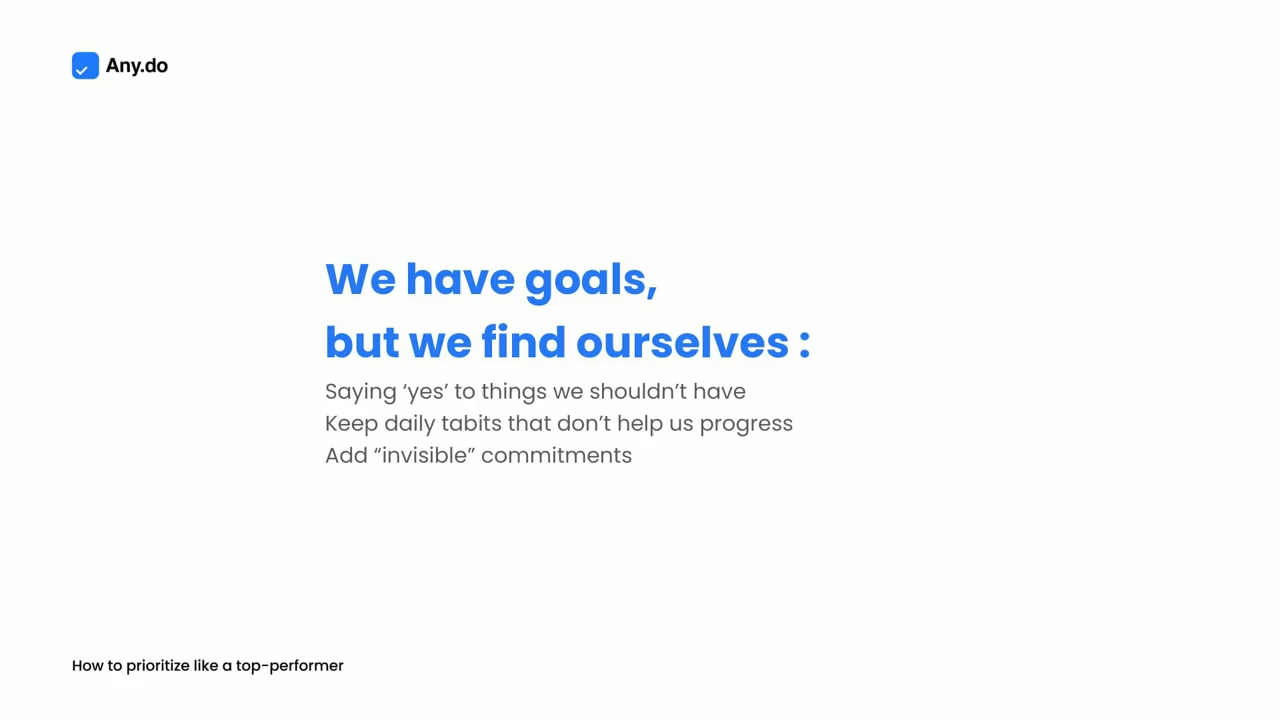 Any.do
We have goals,
but we find ourselves :
Saying ‘yes’ to things we shouldn’t have
Keep daily tabits that don’t help us progress
Add “invisible” commitments
How to prioritize like a top-performer